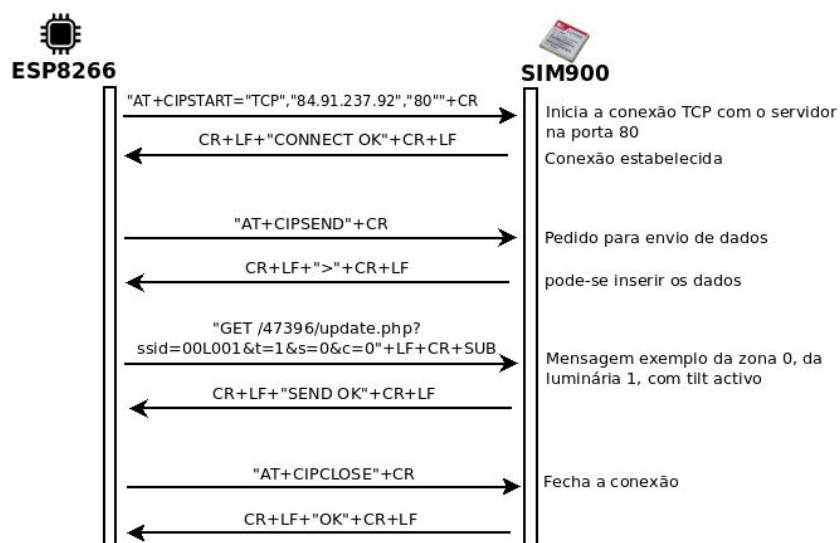 ESP8266
SIM900
"AT+CIPSTART="TCP","84.91.237.92","80""+CR
Inicia a conexão TCP com o servidor
na porta 80
CR+LF+"CONNECT OK"+CR+LF
Conexão estabelecida
"AT+CIPSEND"+CR
Pedido para envio de dados
CR+LF+">"+CR+LF
pode-se inserir os dados
"GET /47396/update.php?
ssid=00L001&t=1&s=0&c=0"+LF+CR+SUB
Mensagem exemplo da zona 0, da
luminária 1, com tilt activo
CR+LF+"SEND OK"+CR+LF
"AT+CIPCLOSE"+CR
Fecha a conexão
CR+LF+"OK"+CR+LF